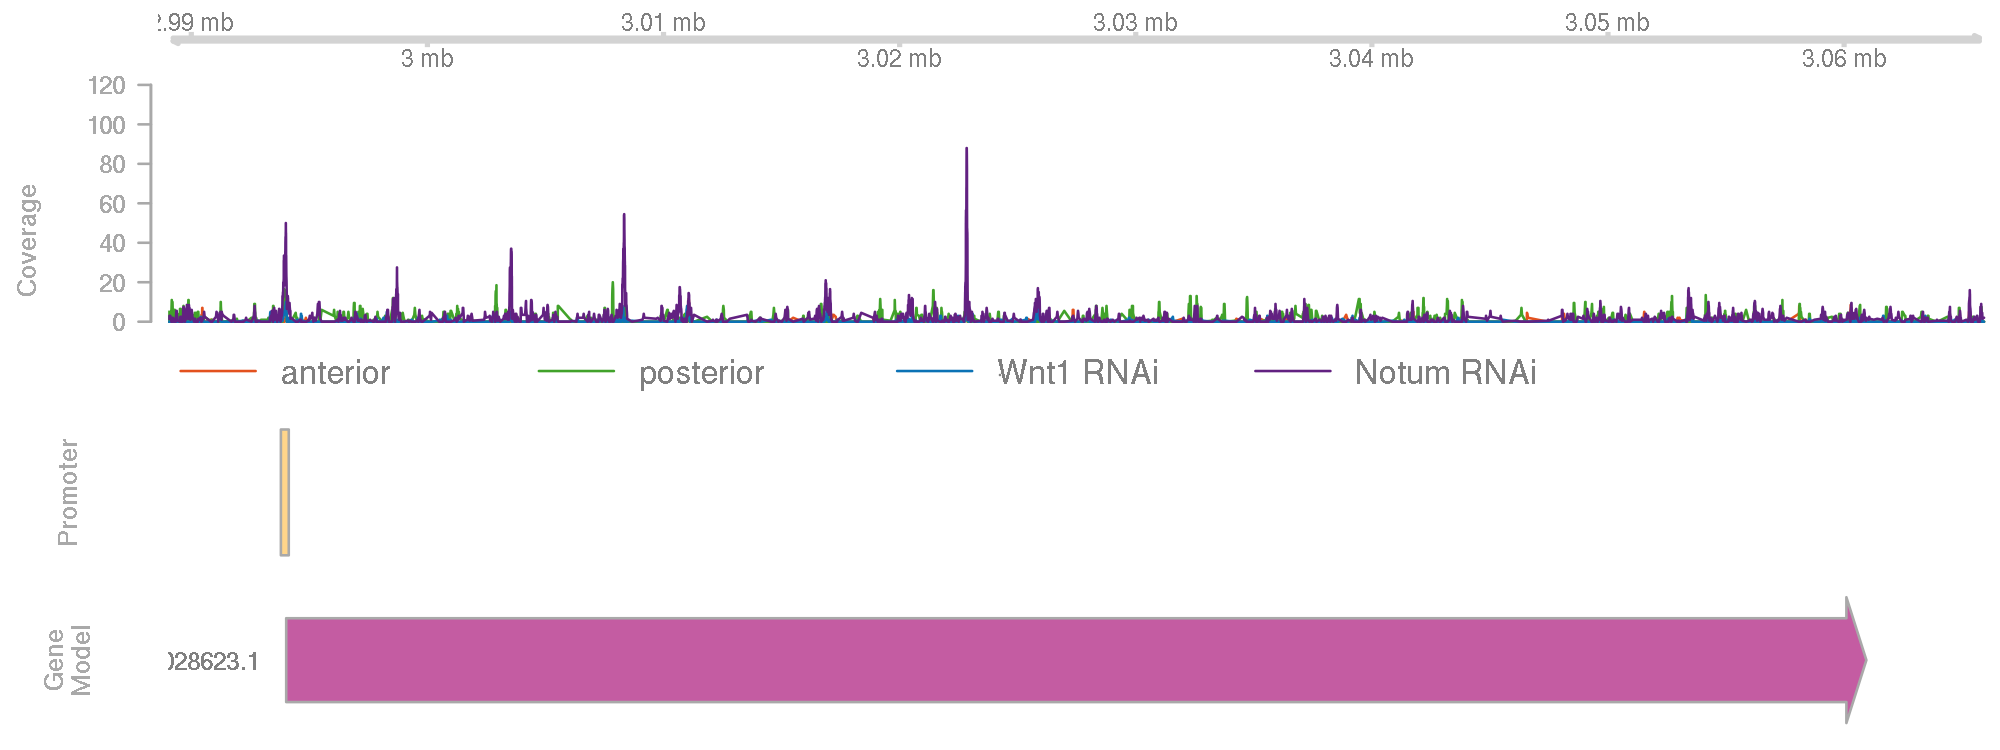 2.99 mb 3.01 mb 3.03 mb 3.05 mb
3 mb 3.02 mb 3.04 mb 3.06 mb
120
100
80
60
40
20
0
Coverage
anterior posterior Wnt1 RNAi Notum RNAi
Promoter
Gene
Model
028623.1